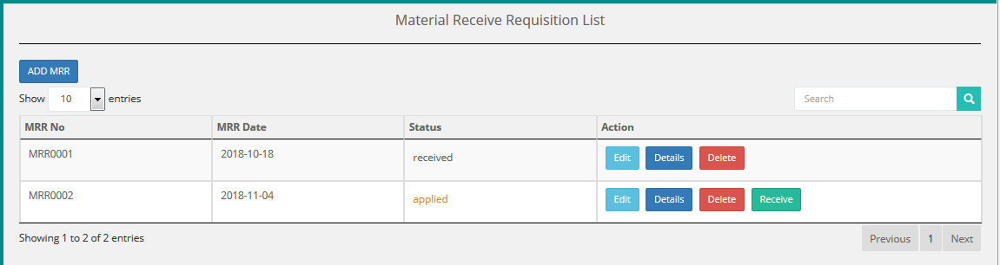 Material Receive Requisition List
ADD MRR
Show 10 entries Search
MRR No MRR Date Status Action
MRR0001 2018-10-18 received Edit Details Delete
MRR0002 2018-11-04 applied Edit Details Delete Receive
Showing 1 to 2 of 2 entries Previous 1 Next